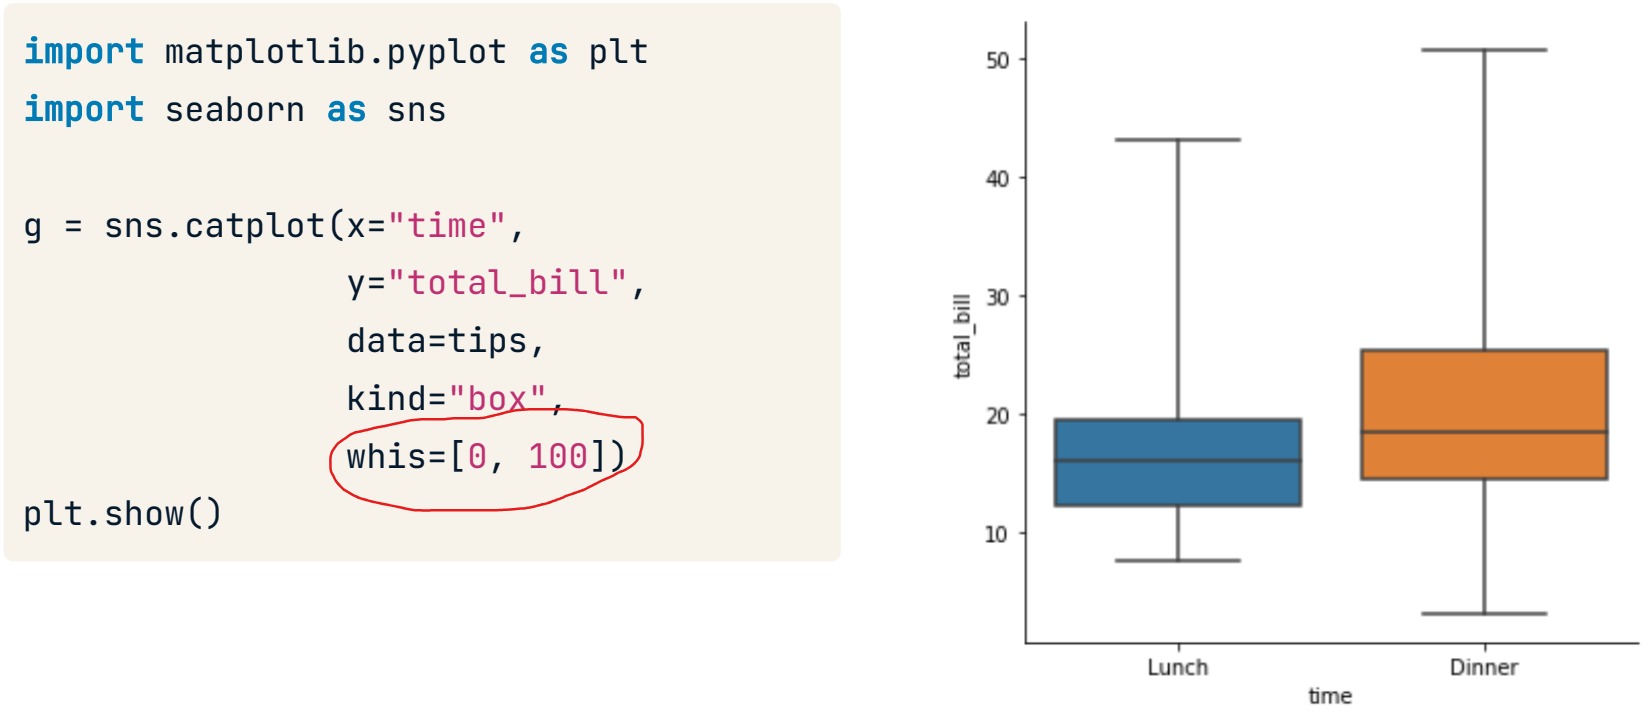 import matplotlib.pyplot as plt
import seaborn as sns
g = sns.catplot(x="time",
y="total_bill",
data=tips,
kind="box",
whis=[0, 100])
plt.show()
50
40
30
20
10
total_bill
Lunch
Dinner
time